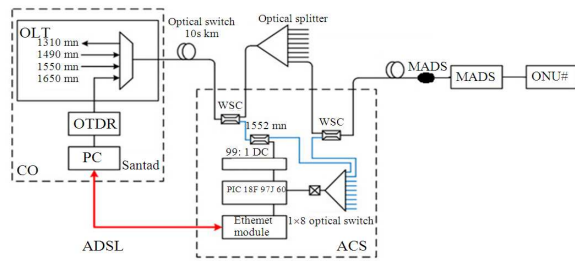 OLT
1310 mn
1490 mn
1550 mn
1650 mn
OTDR
PC
Santad
CO
Optical switch
10s km
Optical splitter
MADS
MADS
ONU#
WSC
WSC
1552 mn
99: 1 DC
PIC 18F 97J 60
Ethemet
module
1×8 optical switch
ACS
ADSL